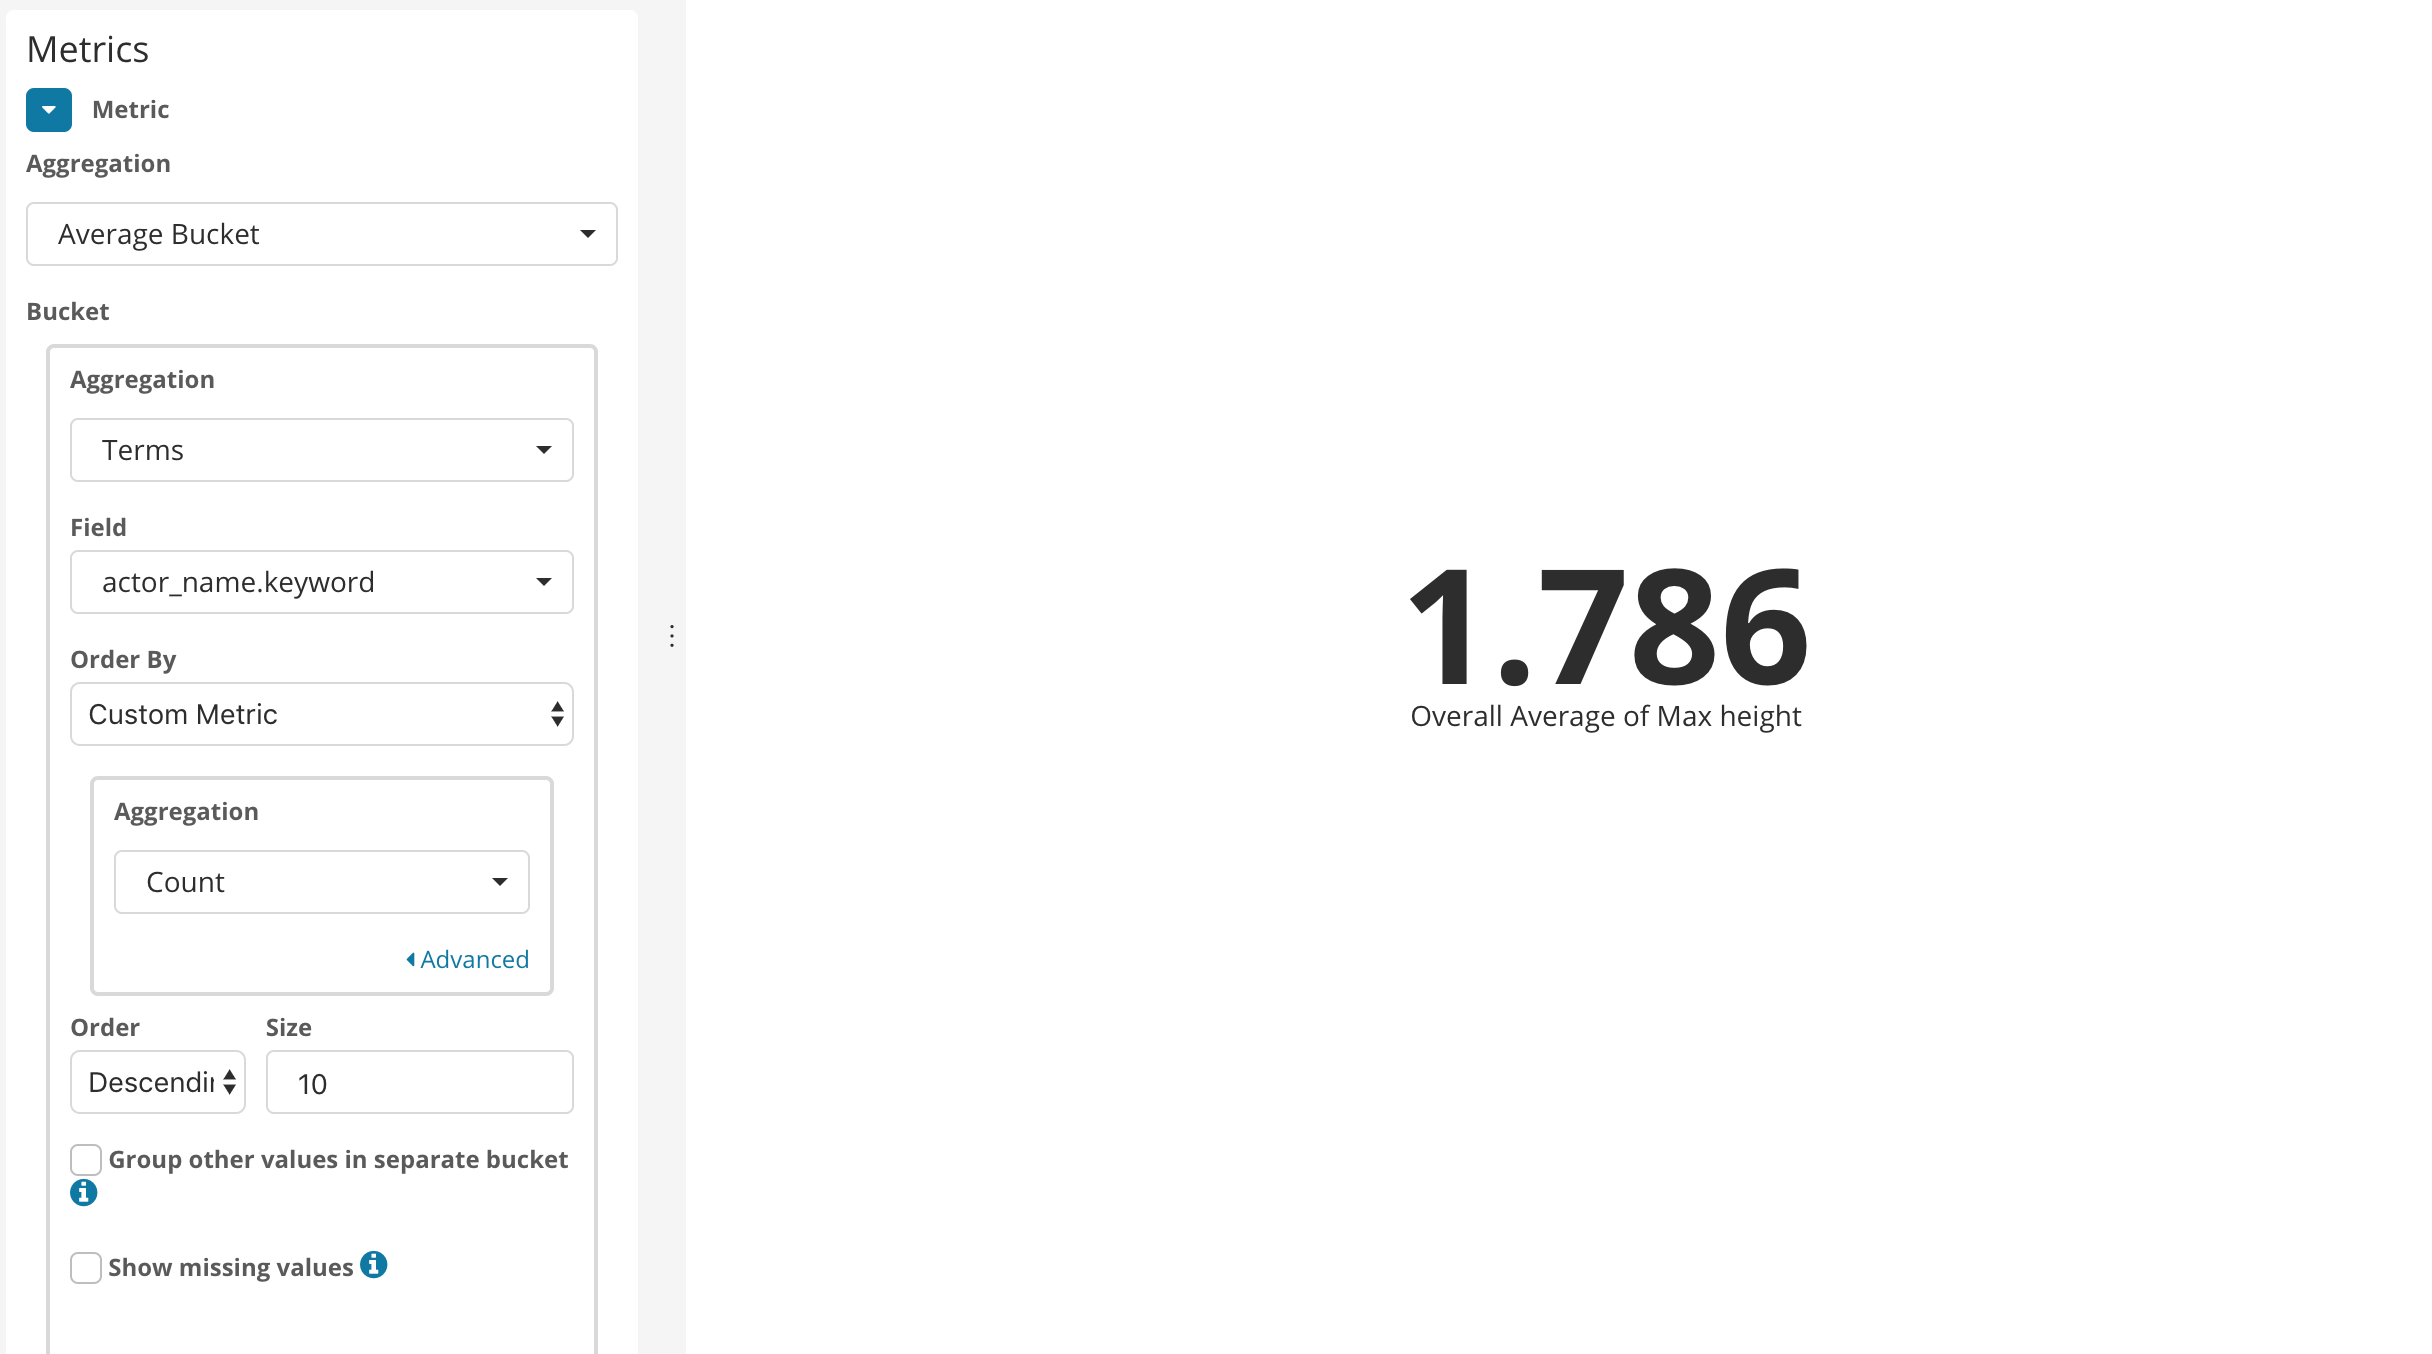 Metrics
Metric
Aggregation
Average Bucket
Bucket
Aggregation
Terms
Field
actor_name.keyword
Order By
Custom Metric
Aggregation
Count
Advanced
Order Size
Descendin 10
Group other values in separate bucket
Show missing values
1.786
Overall Average of Max height